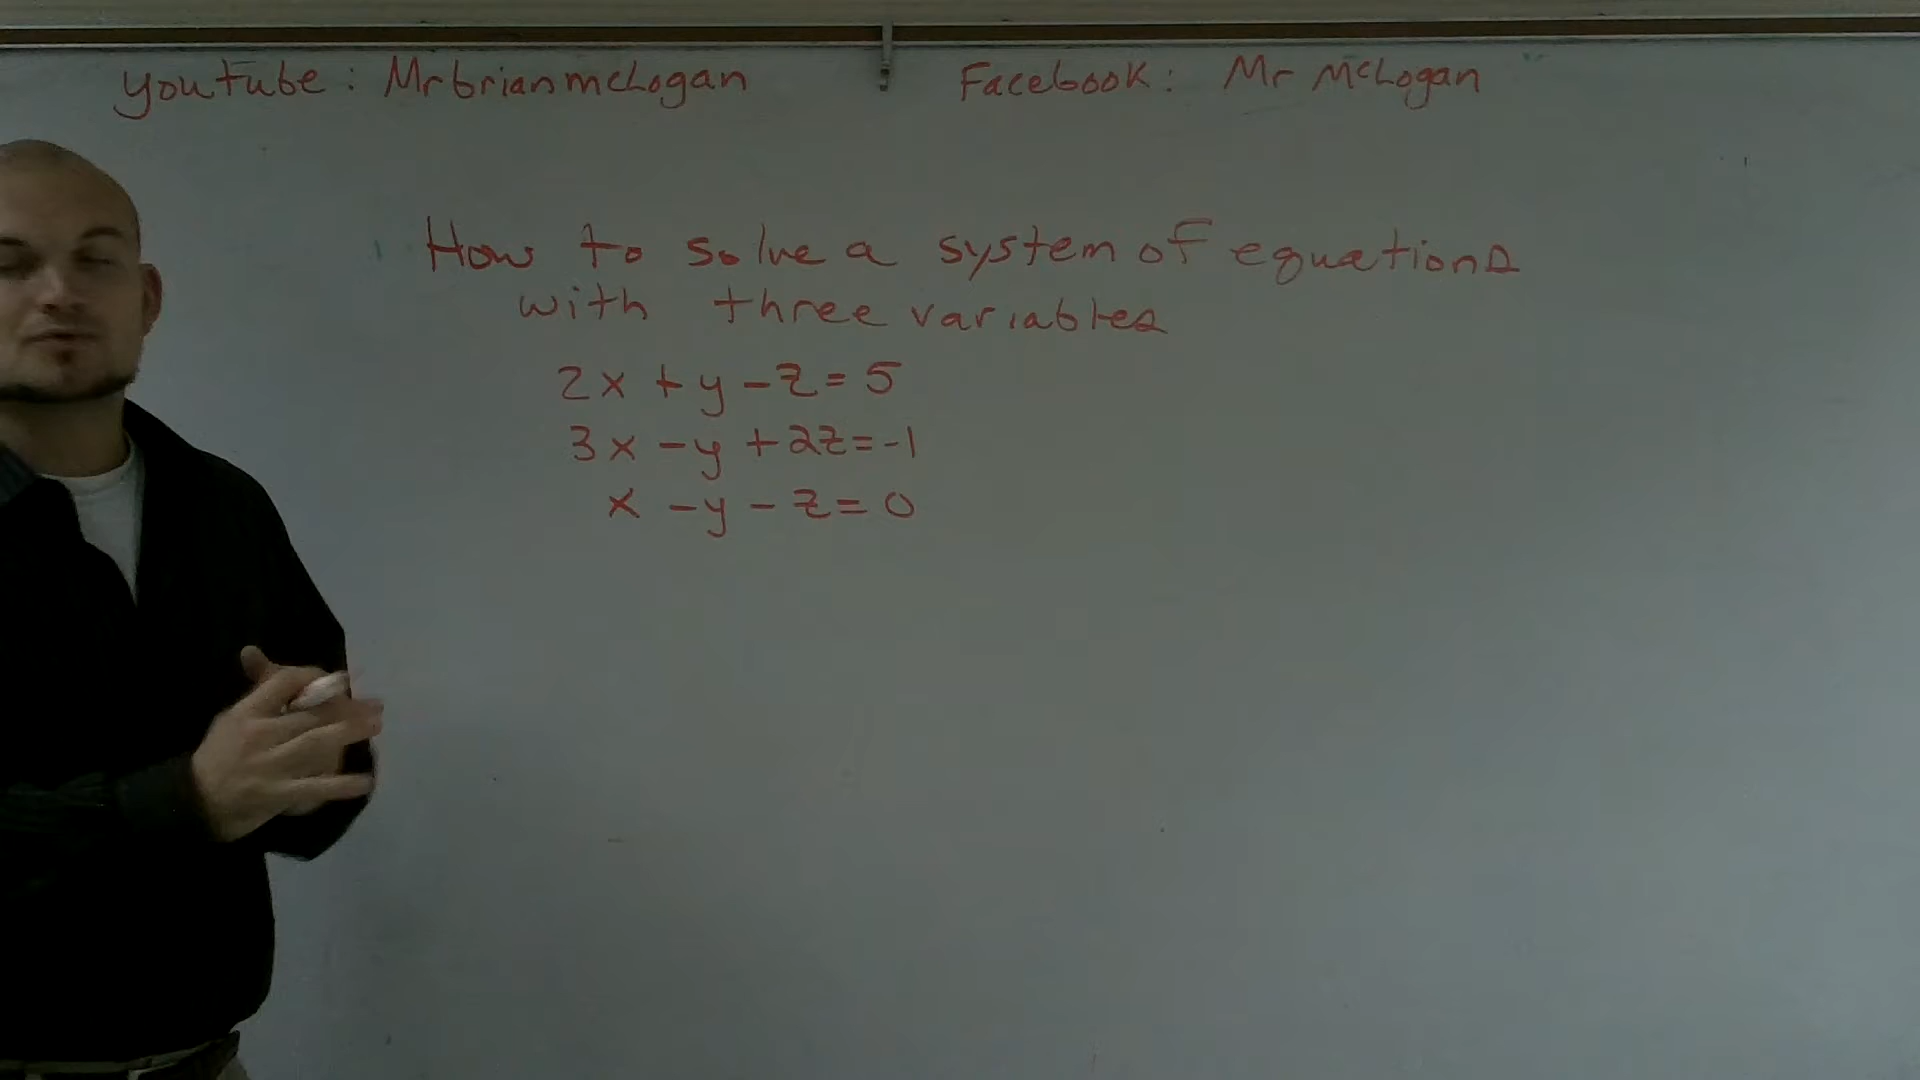 youtube: Mrbrianmclogan Facebook: Mr McLogan
How to solve a system of equations
with three variables
2x + y - z = 5
3x - y + 2z = -1
x - y - z = 0